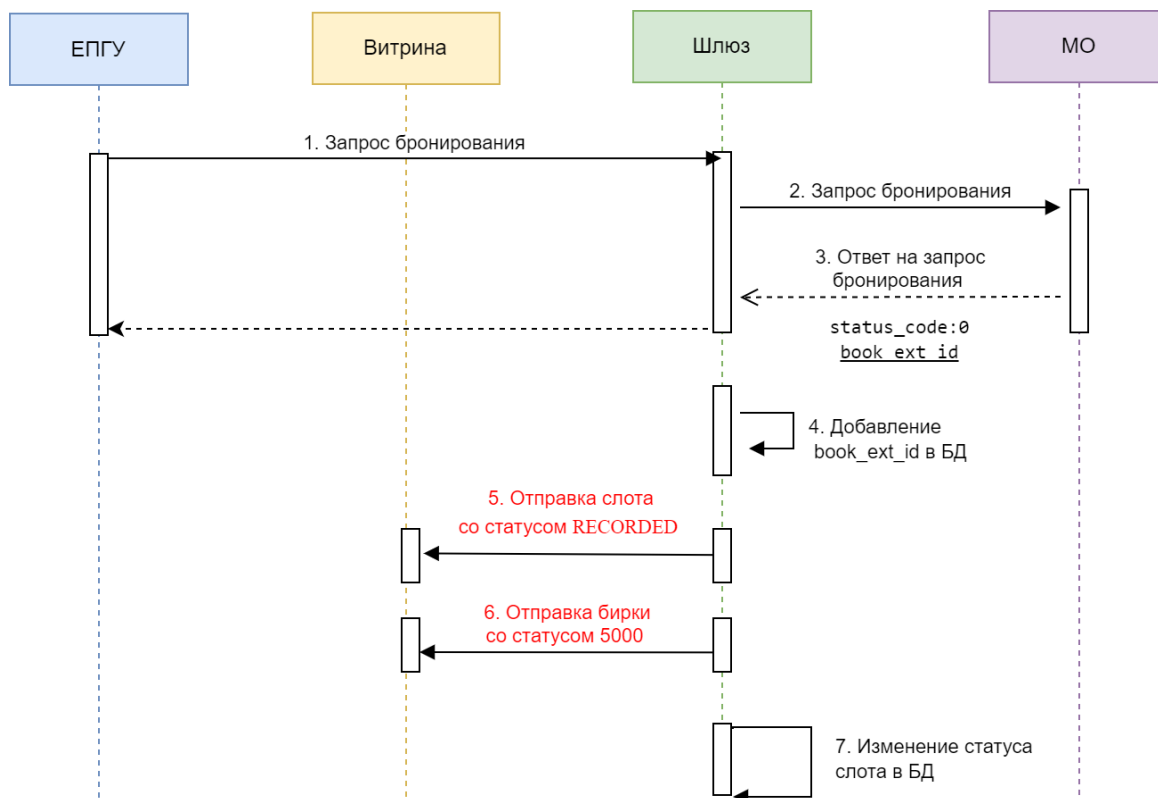 ЕПГУ
Витрина
Шлюз
МО
1. Запрос бронирования
2. Запрос бронирования
3. Ответ на запрос
бронирования
status_code:0
book_ext_id
4. Добавление
book_ext_id в БД
5. Отправка слота
со статусом RECORDED
6. Отправка бирки
со статусом 5000
7. Изменение статуса
слота в БД